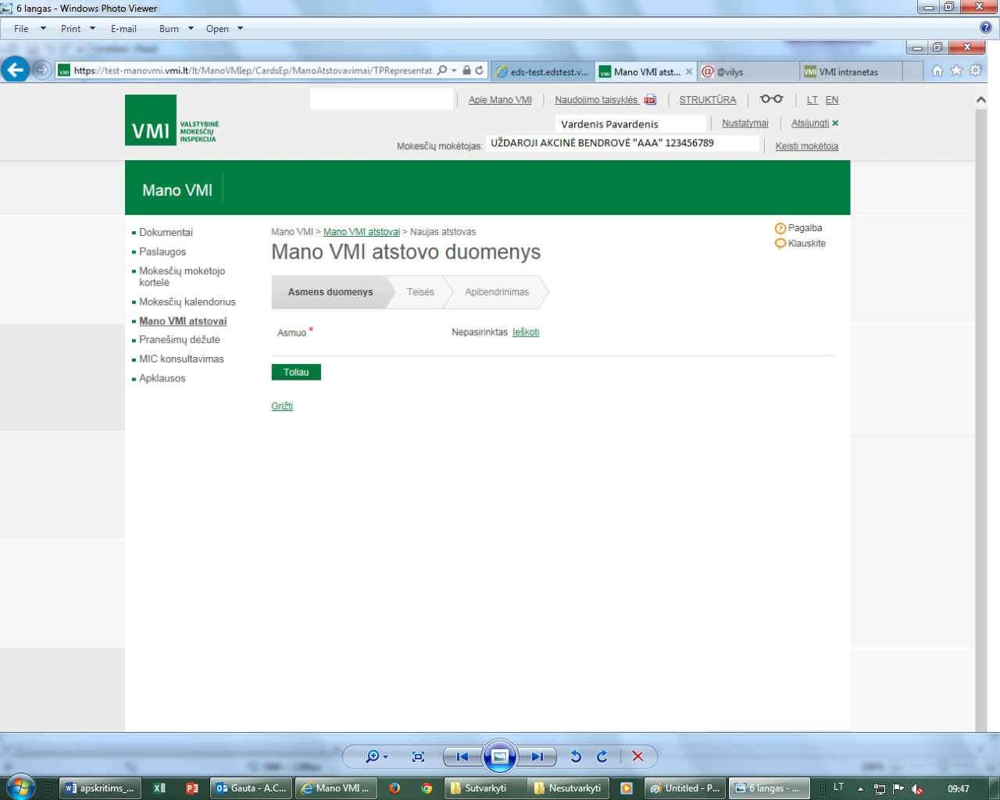 6 langas - Windows Photo Viewer
File Print E-mail Burn Open
https://test-manovmi.vmi.lt/lt/ManoVMIep/CardsEp/ManoAtstovavimai/TPRepresentat
eds-test.edstest.v...
Mano VMI atst...
@vilys
VMI intranetas
VMI VALSTYBINĖ MOKESČIŲ INSPEKCIJA
Apie Mano VMI Naudojimo taisyklės STRUKTŪRA LT EN
Vardenis Pavardenis Nustatymai Atsijungti
Mokesčių mokėtojas: UŽDAROJI AKCINĖ BENDROVĖ "AAA" 123456789 Keisti mokėtoja
Mano VMI
Dokumentai
Paslaugos
Mokesčių mokėtojo
kortelė
Mokesčių kalendorius
Mano VMI atstovai
Pranešimų dėžutė
MIC konsultavimas
Apklausos
Mano VMI > Mano VMI atstovai > Naujas atstovas
Mano VMI atstovo duomenys
Pagalba
Klauskite
Asmens duomenys Teisės Apibendrinimas
Asmuo * Nepasirinktas Ieškoti
Toliau
Grižti
apskritims_...
Gauta - A.C...
Mano VMI ...
Sutvarkyti
Nesutvarkyti
Untitled - P...
6 langas - ...
LT
09:47